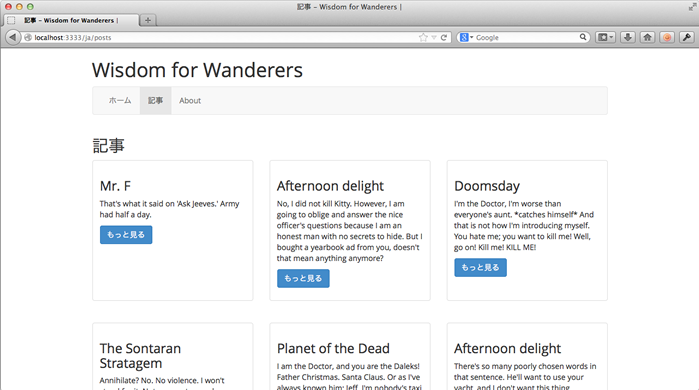 記事 – Wisdom for Wanderers |
記事 – Wisdom for Wanderers |
localhost:3333/ja/posts
Google
Wisdom for Wanderers
ホーム 記事 About
記事
Mr. F
That's what it said on 'Ask Jeeves.' Army
had half a day.
もっと見る
Afternoon delight
No, I did not kill Kitty. However, I am
going to oblige and answer the nice
officer's questions because I am an
honest man with no secrets to hide. But I
bought a yearbook ad from you, doesn't
that mean anything anymore?
もっと見る
Doomsday
I'm the Doctor, I'm worse than
everyone's aunt. *catches himself* And
that is not how I'm introducing myself.
You hate me; you want to kill me! Well,
go on! Kill me! KILL ME!
もっと見る
The Sontaran
Stratagem
Annihilate? No. No violence. I won't
Planet of the Dead
I am the Doctor, and you are the Daleks!
Father Christmas. Santa Claus. Or as I've
Afternoon delight
There's so many poorly chosen words in
that sentence. He'll want to use your
yacht, and I don't want this thing